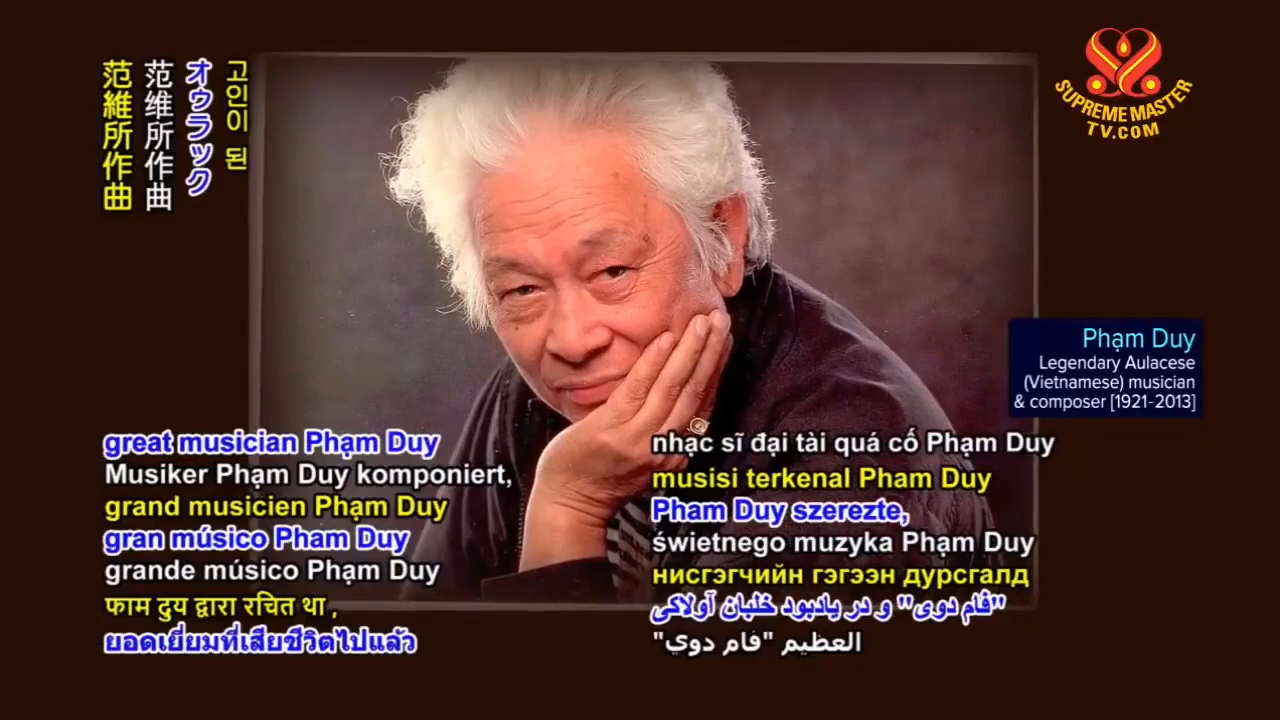 范維所作曲
范维所作曲
オゥラック
고인이 된
SUPREME MASTER
TV.COM
Phạm Duy
Legendary Aulacese
(Vietnamese) musician
& composer [1921-2013]
great musician Phạm Duy
Musiker Phạm Duy komponiert,
grand musicien Phạm Duy
gran músico Pham Duy
grande músico Phạm Duy
फाम दुय द्वारा रचित था ,
ยอดเยี่ยมที่เสียชีวิตไปแล้ว
nhạc sĩ đại tài quá cố Phạm Duy
musisi terkenal Pham Duy
Pham Duy szerezte,
świetnego muzyka Phạm Duy
нисгэгчийн гэгээн дурсгалд
"فام دوی" و در یادبود خلبان آولاکی
العظيم "فام دوي"